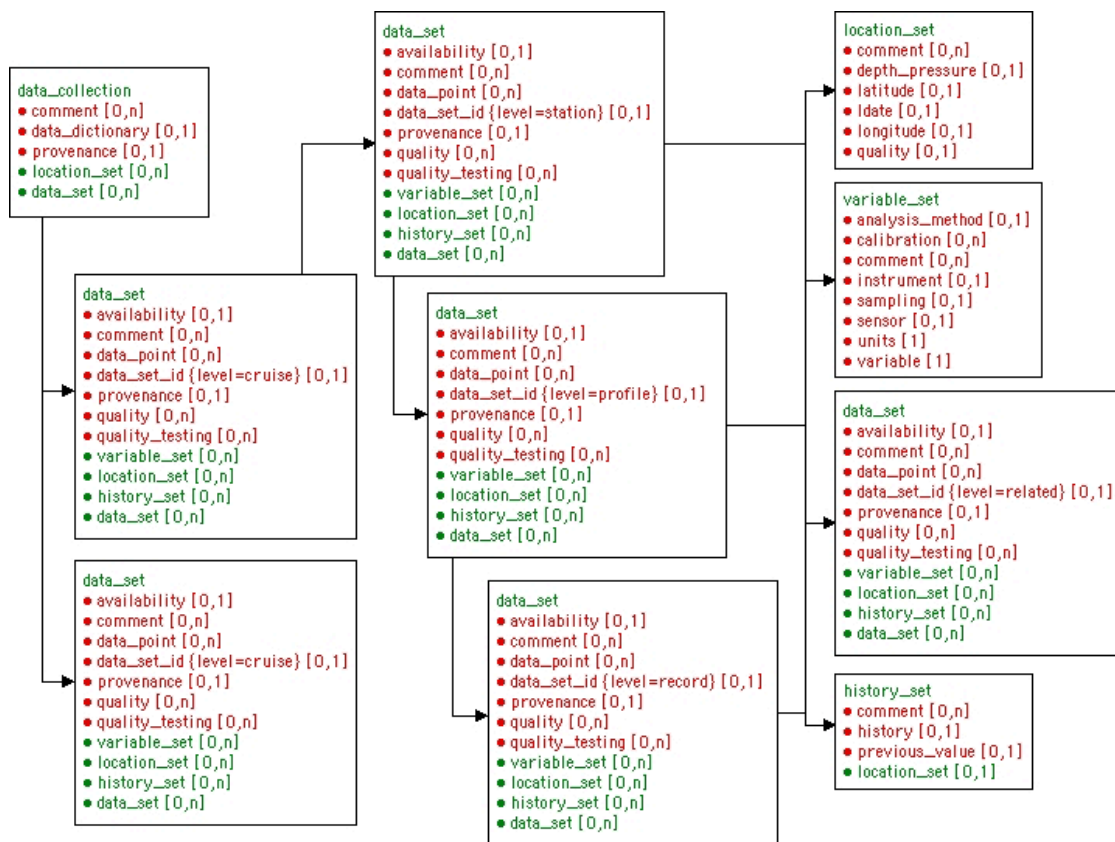 data_collection
• comment [0,n]
• data_dictionary [0,1]
• provenance [0,1]
• location_set [0,n]
• data_set [0,n]
data_set
• availability [0,1]
• comment [0,n]
• data_point [0,n]
• data_set_id {level=cruise} [0,1]
• provenance [0,1]
• quality [0,n]
• quality_testing [0,n]
• variable_set [0,n]
• location_set [0,n]
• history_set [0,n]
• data_set [0,n]
data_set
• availability [0,1]
• comment [0,n]
• data_point [0,n]
• data_set_id {level=cruise} [0,1]
• provenance [0,1]
• quality [0,n]
• quality_testing [0,n]
• variable_set [0,n]
• location_set [0,n]
• history_set [0,n]
• data_set [0,n]
data_set
• availability [0,1]
• comment [0,n]
• data_point [0,n]
• data_set_id {level=station} [0,1]
• provenance [0,1]
• quality [0,n]
• quality_testing [0,n]
• variable_set [0,n]
• location_set [0,n]
• history_set [0,n]
• data_set [0,n]
data_set
• availability [0,1]
• comment [0,n]
• data_point [0,n]
• data_set_id {level=profile} [0,1]
• provenance [0,1]
• quality [0,n]
• quality_testing [0,n]
• variable_set [0,n]
• location_set [0,n]
• history_set [0,n]
• data_set [0,n]
data_set
• availability [0,1]
• comment [0,n]
• data_point [0,n]
• data_set_id {level=record} [0,1]
• provenance [0,1]
• quality [0,n]
• quality_testing [0,n]
• variable_set [0,n]
• location_set [0,n]
• history_set [0,n]
• data_set [0,n]
location_set
• comment [0,n]
• depth_pressure [0,1]
• latitude [0,1]
• ldate [0,1]
• longitude [0,1]
• quality [0,1]
variable_set
• analysis_method [0,1]
• calibration [0,n]
• comment [0,n]
• instrument [0,1]
• sampling [0,1]
• sensor [0,1]
• units [1]
• variable [1]
data_set
• availability [0,1]
• comment [0,n]
• data_point [0,n]
• data_set_id {level=related} [0,1]
• provenance [0,1]
• quality [0,n]
• quality_testing [0,n]
• variable_set [0,n]
• location_set [0,n]
• history_set [0,n]
• data_set [0,n]
history_set
• comment [0,n]
• history [0,1]
• previous_value [0,1]
• location_set [0,1]